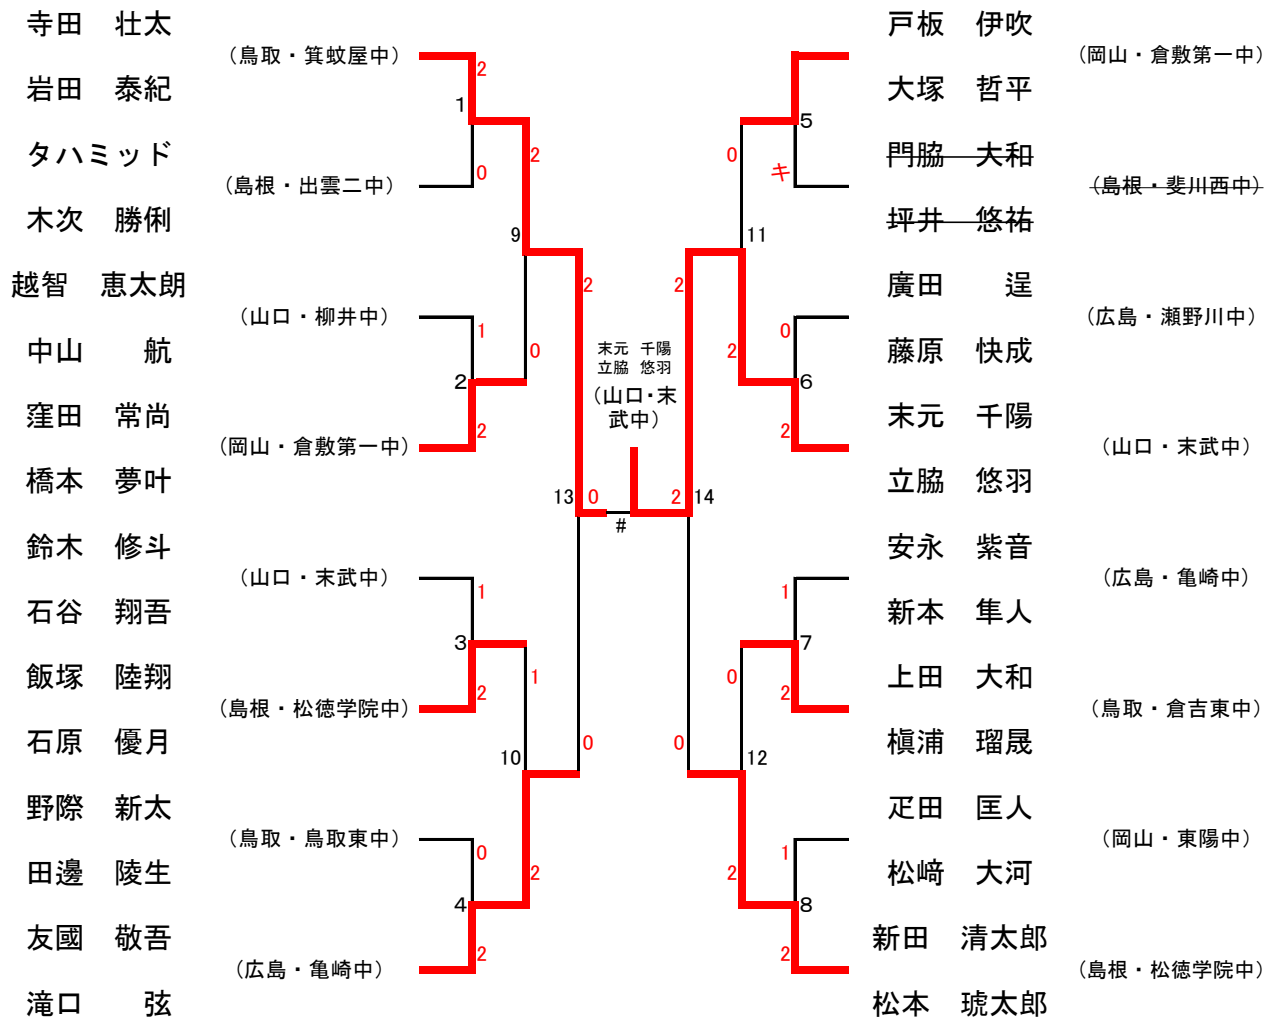 寺田　壮太
(鳥取・箕蚊屋中)
岩田　泰紀
タハミッド
(島根・出雲二中)
木次　勝俐
越智　恵太朗
(山口・柳井中)
中山　　航
窪田　常尚
(岡山・倉敷第一中)
橋本　夢叶
鈴木　修斗
(山口・末武中)
石谷　翔吾
飯塚　陸翔
(島根・松徳学院中)
石原　優月
野際　新太
(鳥取・鳥取東中)
田邊　陵生
友國　敬吾
(広島・亀崎中)
滝口　　弦
2
1
0
1
2
2
1
3
2
0
4
2
2
9
0
1
10
2
2
13
0
0
末元　千陽
立脇　悠羽
(山口・末
武中)
#
2
2
14
0
0
11
2
0
12
2
5
キ
0
6
2
1
7
2
1
8
2
戸板　伊吹
(岡山・倉敷第一中)
大塚　哲平
門脇　大和
(島根・斐川西中)
坪井　悠祐
廣田　　逞
(広島・瀬野川中)
藤原　快成
末元　千陽
(山口・末武中)
立脇　悠羽
安永　紫音
(広島・亀崎中)
新本　隼人
上田　大和
(鳥取・倉吉東中)
槇浦　瑠晟
疋田　匡人
(岡山・東陽中)
松﨑　大河
新田　清太郎
(島根・松徳学院中)
松本　琥太郎